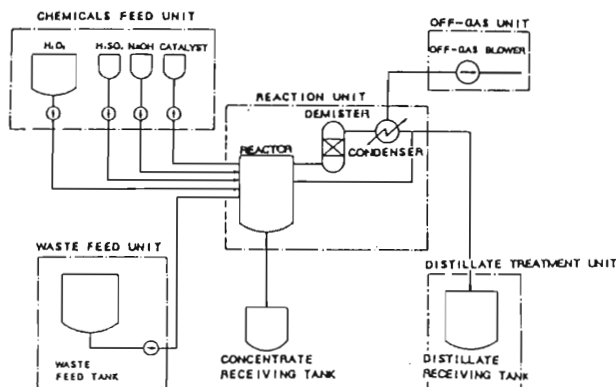 CHEMICALS FEED UNIT
H₂O₂ H₂SO₄ NaOH CATALYST
OFF-GAS UNIT
OFF-GAS BLOWER
REACTION UNIT
DEMISTER
REACTOR
CONDENSER
WASTE FEED UNIT
DISTILLATE TREATMENT UNIT
WASTE
FEED TANK
CONCENTRATE
RECEIVING TANK
DISTILLATE
RECEIVING TANK